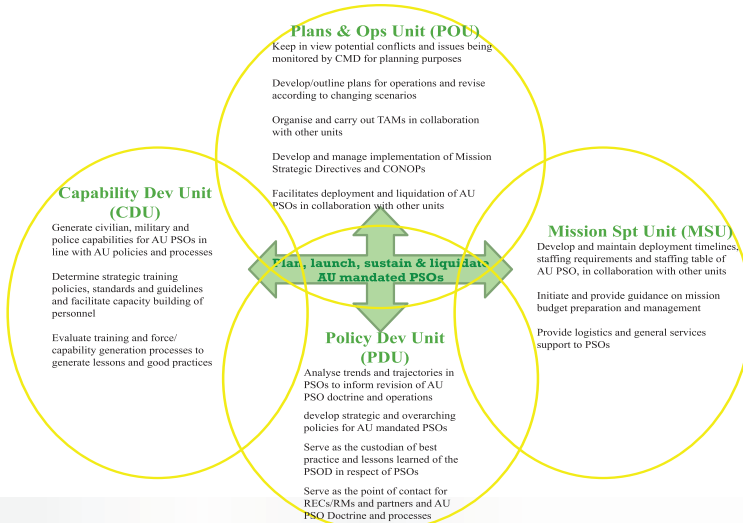 Plans & Ops Unit (POU)
Keep in view potential conflicts and issues being
monitored by CMD for planning purposes
Develop/outline plans for operations and revise
according to changing scenarios
Organise and carry out TAMs in collaboration
with other units
Develop and manage implementation of Mission
Strategic Directives and CONOPs
Facilitates deployment and liquidation of AU
PSOs in collaboration with other units
Capability Dev Unit
(CDU)
Generate civilian, military and
police capabilities for AU PSOs in
line with AU policies and processes
Determine strategic training
policies, standards and guidelines
and facilitate capacity building of
personnel
Evaluate training and force/
capability generation processes to
generate lessons and good practices
Plan, launch, sustain & liquidate
AU mandated PSOs
Mission Spt Unit (MSU)
Develop and maintain deployment timelines,
staffing requirements and staffing table of
AU PSO, in collaboration with other units
Initiate and provide guidance on mission
budget preparation and management
Provide logistics and general services
support to PSOs
Policy Dev Unit
(PDU)
Analyse trends and trajectories in
PSOs to inform revision of AU
PSO doctrine and operations
develop strategic and overarching
policies for AU mandated PSOs
Serve as the custodian of best
practice and lessons learned of the
PSOD in respect of PSOs
Serve as the point of contact for
RECs/RMs and partners and AU
PSO Doctrine and processes